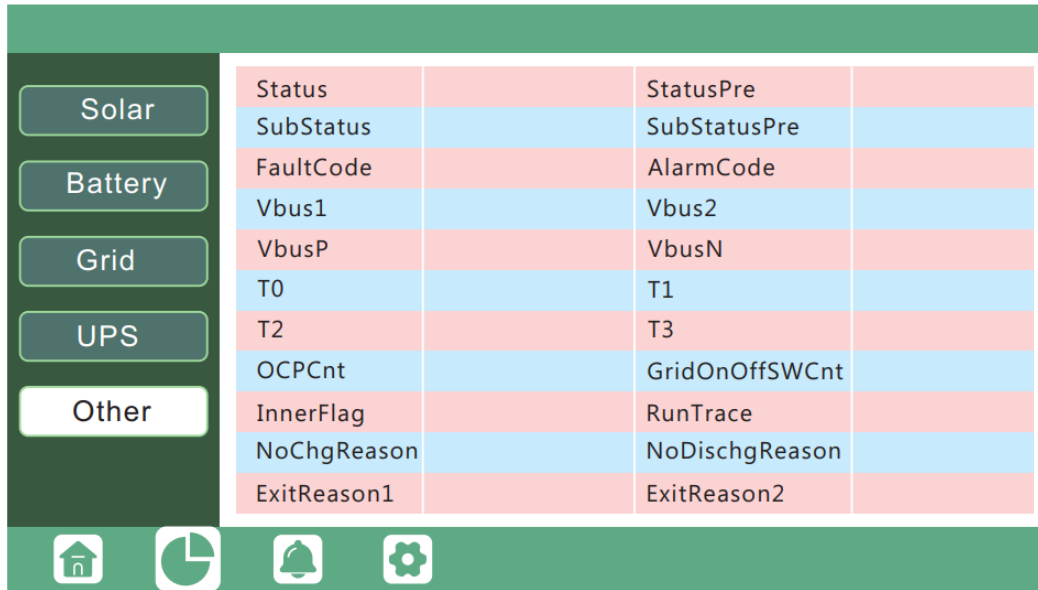 Solar
Battery
Grid
UPS
Other
Status StatusPre
SubStatus SubStatusPre
FaultCode AlarmCode
Vbus1 Vbus2
VbusP VbusN
T0 T1
T2 T3
OCPCnt GridOnOffSWCnt
InnerFlag RunTrace
NoChgReason NoDischgReason
ExitReason1 ExitReason2